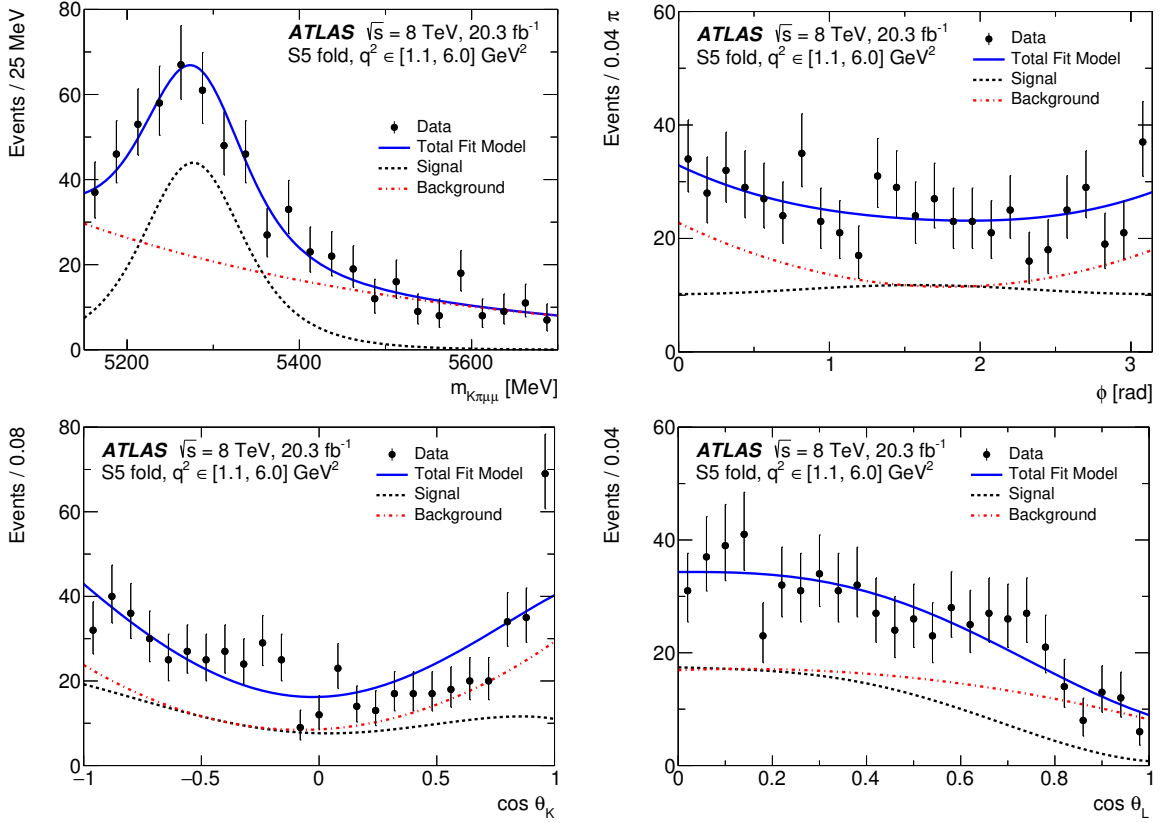 Events / 25 MeV
80
60
40
20
0
ATLAS √s = 8 TeV, 20.3 fb⁻¹
S5 fold, q² ∈ [1.1, 6.0] GeV²
Data
Total Fit Model
Signal
Background
5200 5400 5600
m_Kπμμ [MeV]
Events / 0.04 π
60
40
20
0
ATLAS √s = 8 TeV, 20.3 fb⁻¹
S5 fold, q² ∈ [1.1, 6.0] GeV²
Data
Total Fit Model
Signal
Background
0 1 2 3
ϕ [rad]
Events / 0.08
80
60
40
20
0
ATLAS √s = 8 TeV, 20.3 fb⁻¹
S5 fold, q² ∈ [1.1, 6.0] GeV²
Data
Total Fit Model
Signal
Background
−1 −0.5 0 0.5 1
cos θ_K
Events / 0.04
60
40
20
0
ATLAS √s = 8 TeV, 20.3 fb⁻¹
S5 fold, q² ∈ [1.1, 6.0] GeV²
Data
Total Fit Model
Signal
Background
0 0.2 0.4 0.6 0.8 1
cos θ_L